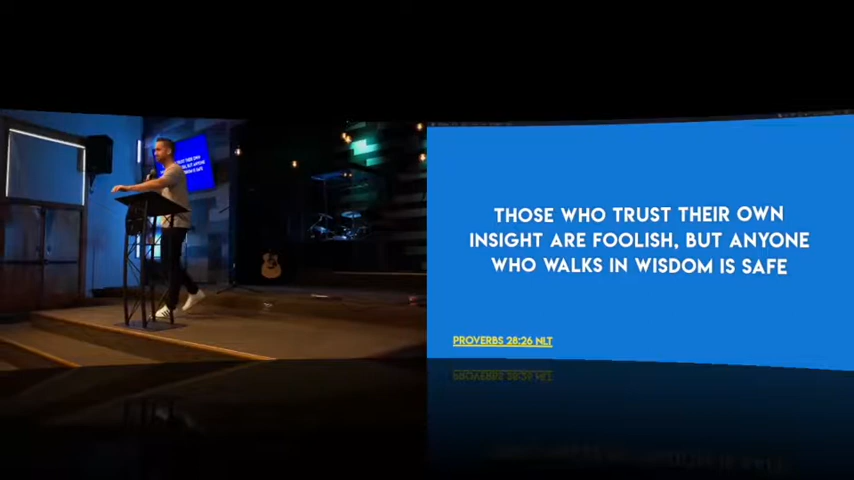 THOSE WHO TRUST THEIR OWN
INSIGHT ARE FOOLISH, BUT ANYONE
WHO WALKS IN WISDOM IS SAFE
PROVERBS 28:26 NLT